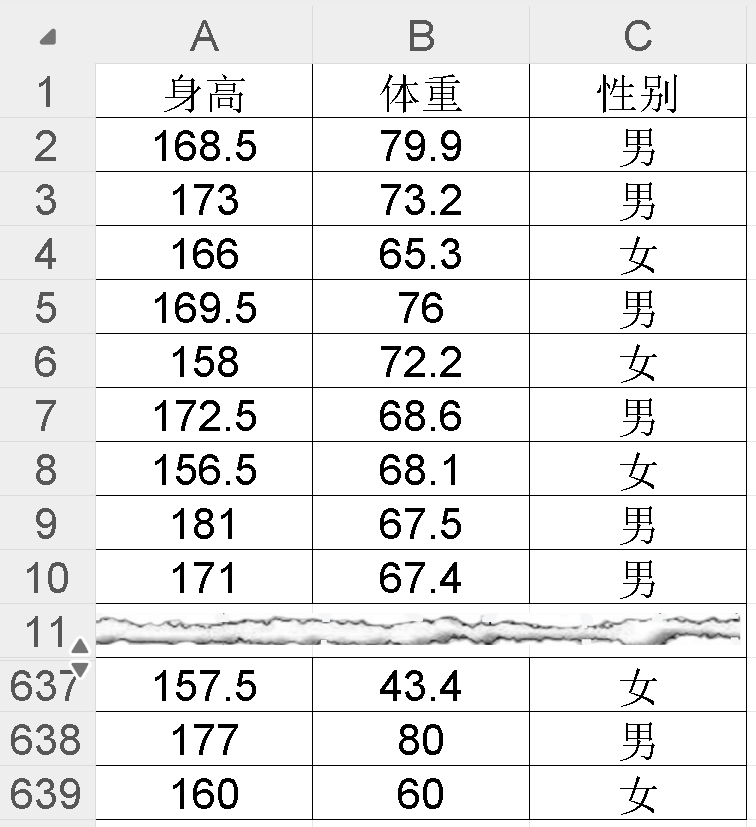 A B C
1 身高 体重 性别
2 168.5 79.9 男
3 173 73.2 男
4 166 65.3 女
5 169.5 76 男
6 158 72.2 女
7 172.5 68.6 男
8 156.5 68.1 女
9 181 67.5 男
10 171 67.4 男
11
637 157.5 43.4 女
638 177 80 男
639 160 60 女